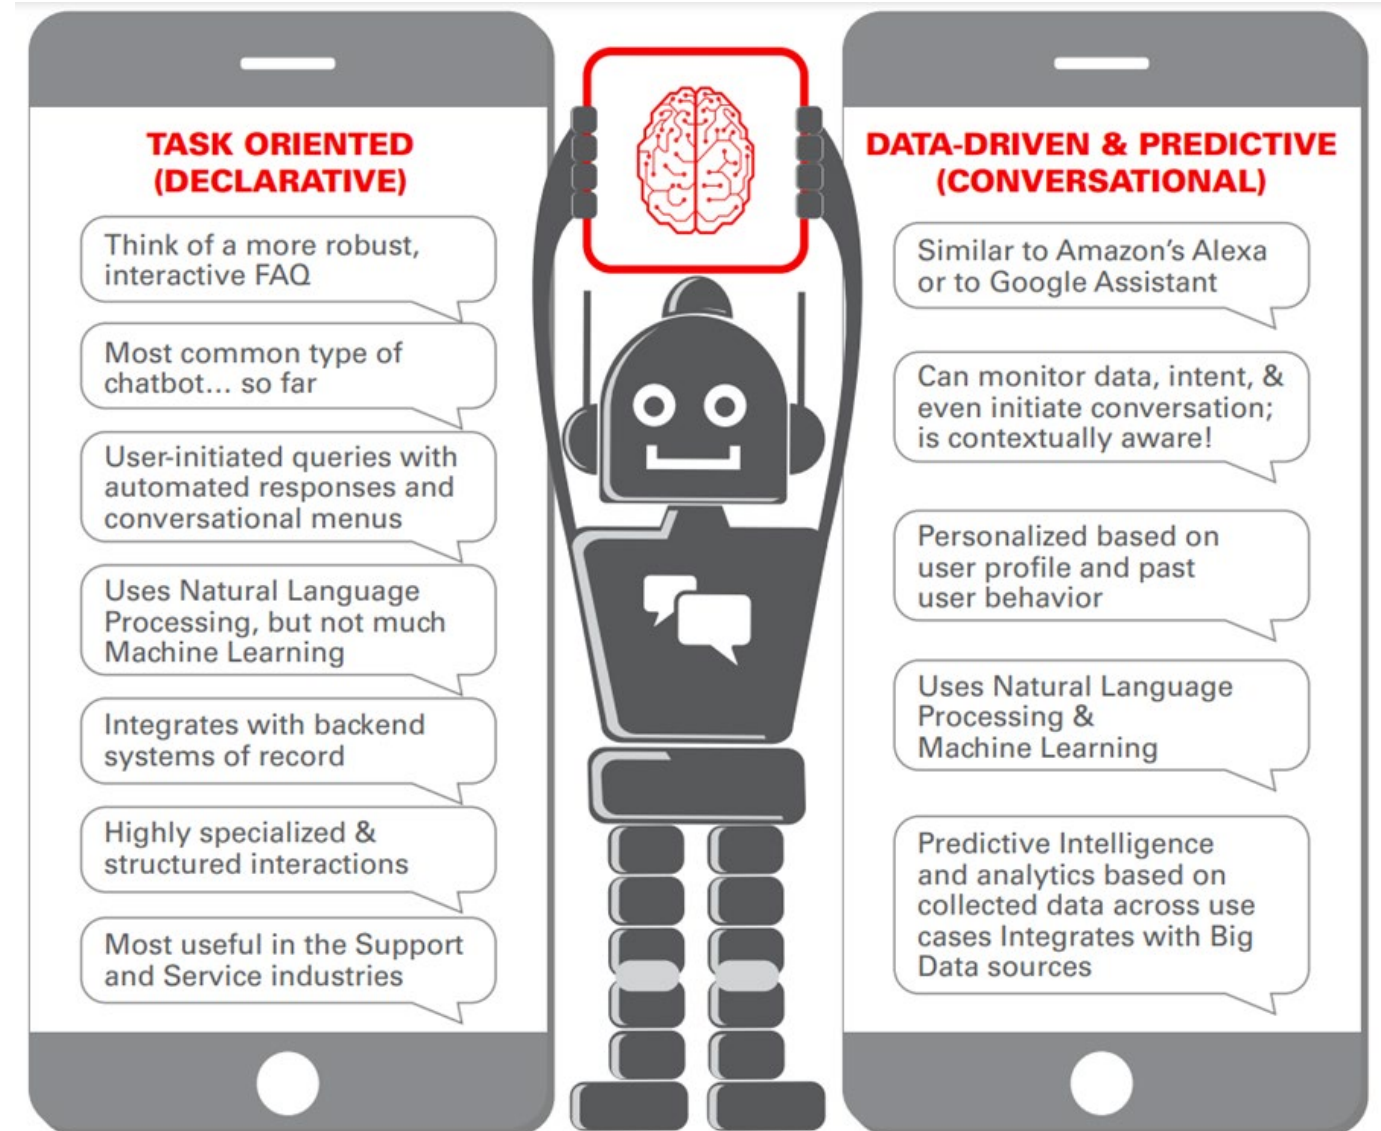 TASK ORIENTED
(DECLARATIVE)
Think of a more robust,
interactive FAQ
Most common type of
chatbot... so far
User-initiated queries with
automated responses and
conversational menus
Uses Natural Language
Processing, but not much
Machine Learning
Integrates with backend
systems of record
Highly specialized &
structured interactions
Most useful in the Support
and Service industries
DATA-DRIVEN & PREDICTIVE
(CONVERSATIONAL)
Similar to Amazon's Alexa
or to Google Assistant
Can monitor data, intent, &
even initiate conversation;
is contextually aware!
Personalized based on
user profile and past
user behavior
Uses Natural Language
Processing &
Machine Learning
Predictive Intelligence
and analytics based on
collected data across use
cases Integrates with Big
Data sources